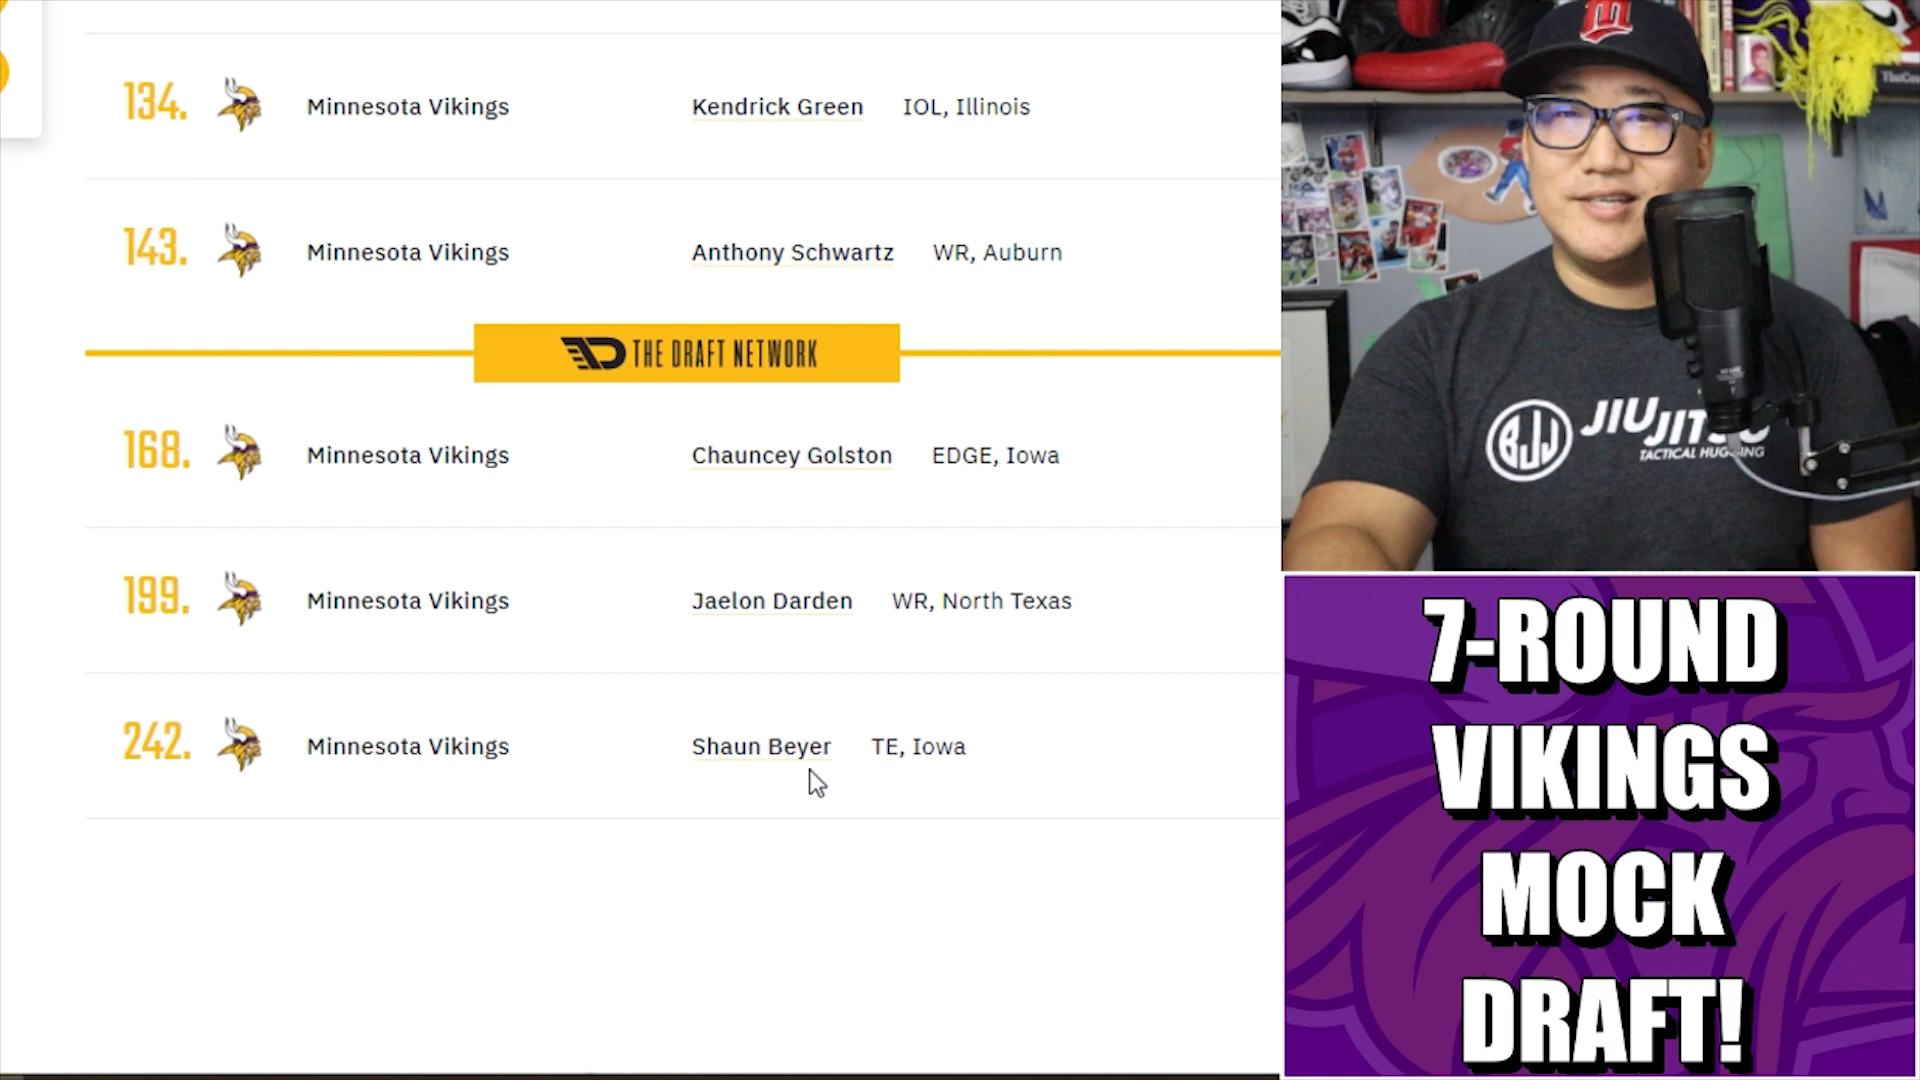 134. Minnesota Vikings Kendrick Green IOL, Illinois
143. Minnesota Vikings Anthony Schwartz WR, Auburn
THE DRAFT NETWORK
168. Minnesota Vikings Chauncey Golston EDGE, Iowa
199. Minnesota Vikings Jaelon Darden WR, North Texas
242. Minnesota Vikings Shaun Beyer TE, Iowa
M
BJJ
JIU
TACTICAL
7-ROUND
VIKINGS
MOCK
DRAFT!